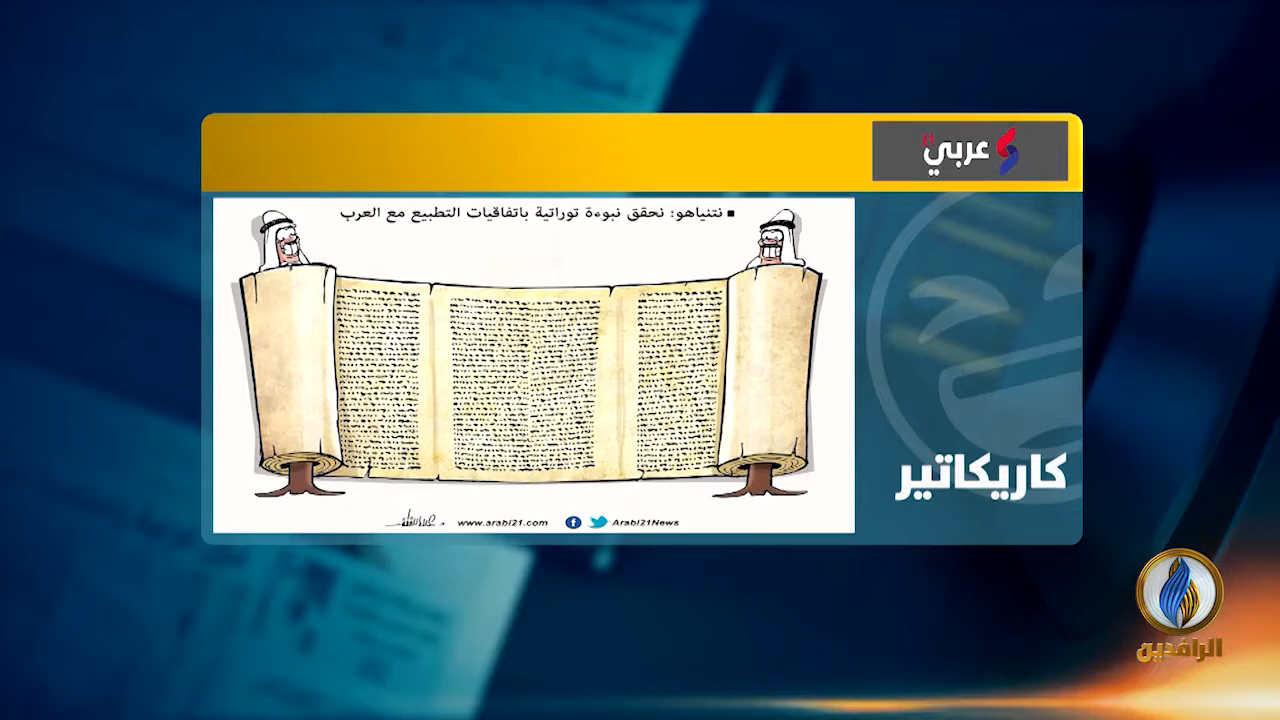 عربي21
■ نتنياهو: نحقق نبوءة توراتية باتفاقيات التطبيع مع العرب
كاريكاتير
www.arabi21.com
Arabi21News
الرافدين